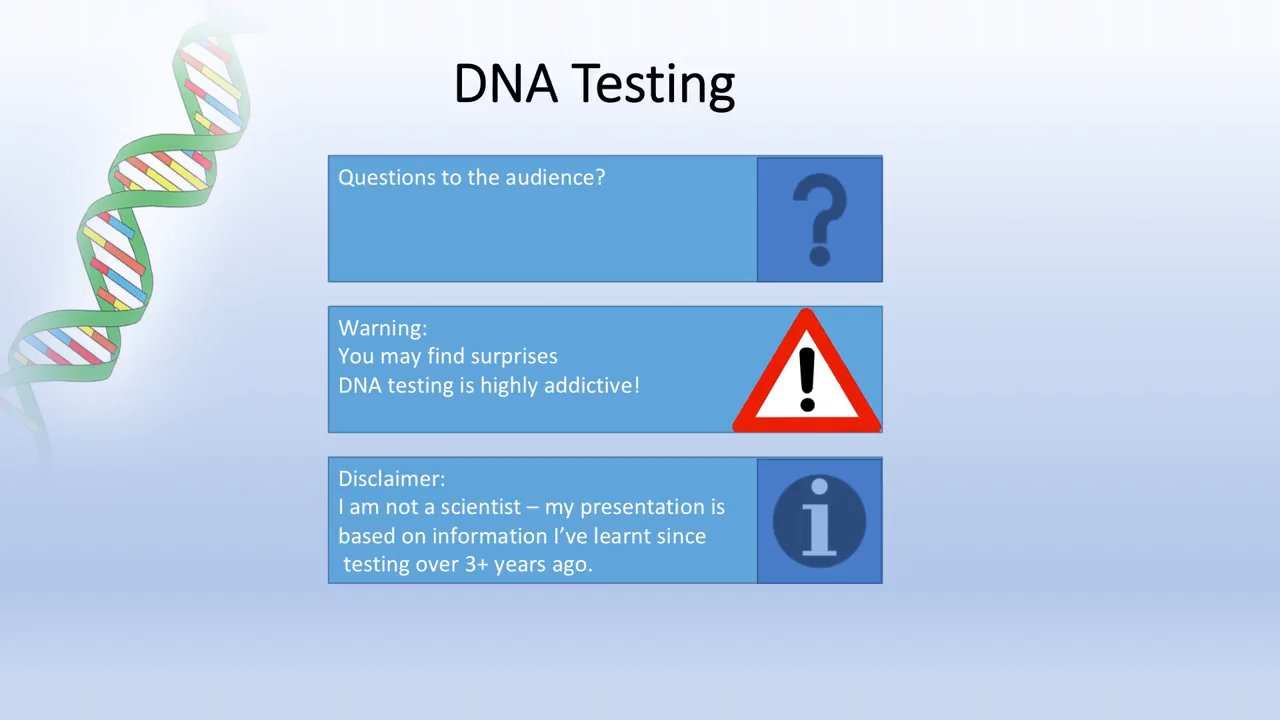 DNA Testing
Questions to the audience?
Warning:
You may find surprises
DNA testing is highly addictive!
Disclaimer:
I am not a scientist – my presentation is
based on information I’ve learnt since
testing over 3+ years ago.